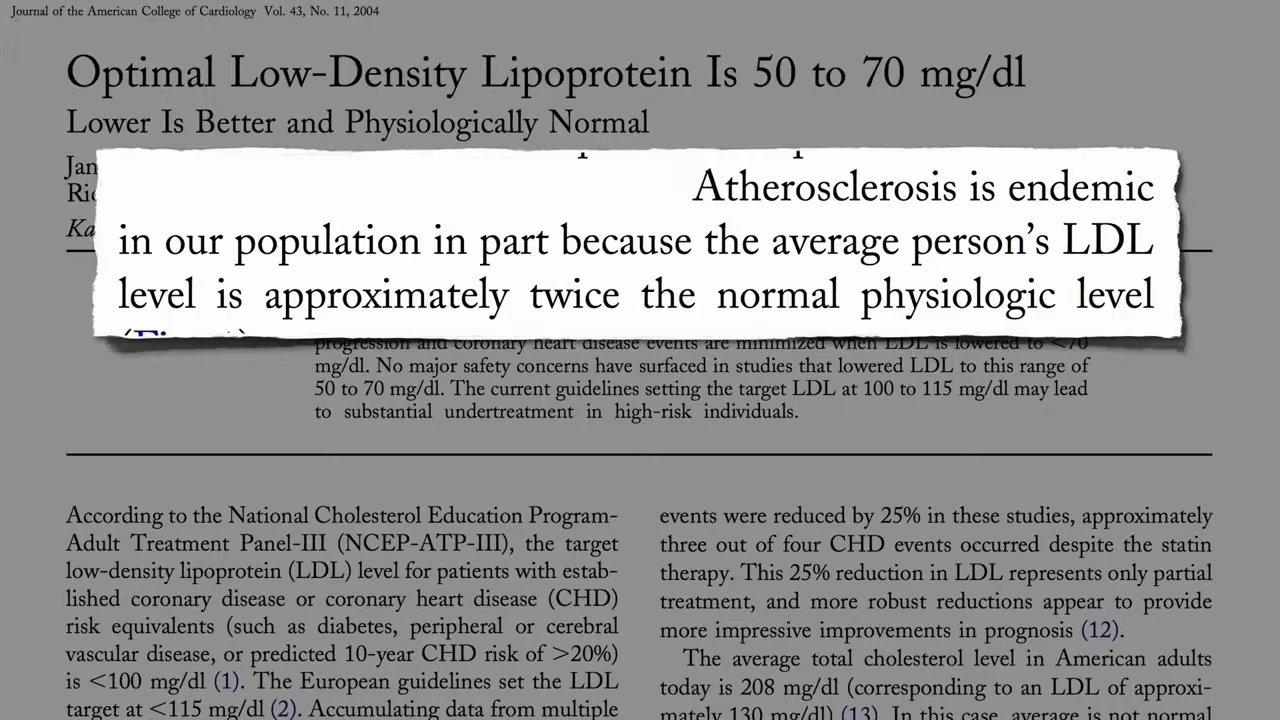 Journal of the American College of Cardiology Vol. 43, No. 11, 2004
Optimal Low-Density Lipoprotein Is 50 to 70 mg/dl
Lower Is Better and Physiologically Normal
Atherosclerosis is endemic
in our population in part because the average person's LDL
level is approximately twice the normal physiologic level
progression and coronary heart disease events are minimized when LDL is lowered to <70
mg/dl. No major safety concerns have surfaced in studies that lowered LDL to this range of
50 to 70 mg/dl. The current guidelines setting the target LDL at 100 to 115 mg/dl may lead
to substantial undertreatment in high-risk individuals.
According to the National Cholesterol Education Program-
Adult Treatment Panel-III (NCEP-ATP-III), the target
low-density lipoprotein (LDL) level for patients with estab-
lished coronary disease or coronary heart disease (CHD)
risk equivalents (such as diabetes, peripheral or cerebral
vascular disease, or predicted 10-year CHD risk of >20%)
is <100 mg/dl (1). The European guidelines set the LDL
target at <115 mg/dl (2). Accumulating data from multiple
events were reduced by 25% in these studies, approximately
three out of four CHD events occurred despite the statin
therapy. This 25% reduction in LDL represents only partial
treatment, and more robust reductions appear to provide
more impressive improvements in prognosis (12).
The average total cholesterol level in American adults
today is 208 mg/dl (corresponding to an LDL of approxi-
mately 130 mg/dl) (13). In this case, average is not normal